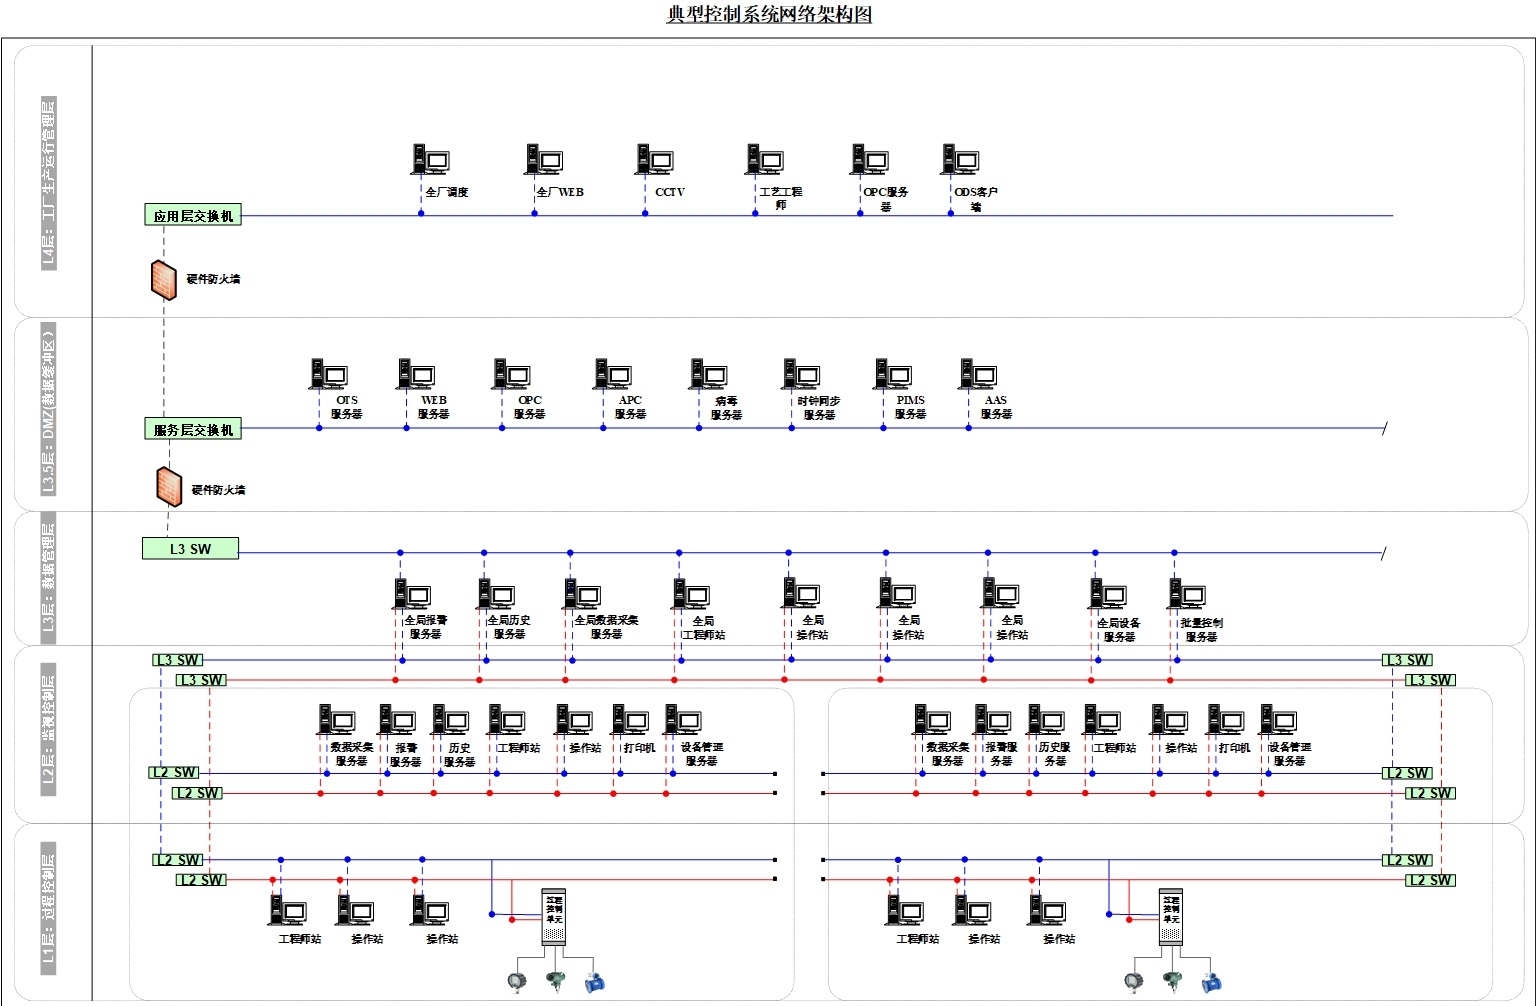 典型控制系统网络架构图
L4层：工厂生产运行管理层
全厂调度
全厂WEB
CCTV
工艺工程
师
OPC服务
器
ODS客户
端
应用层交换机
硬件防火墙
L3.5层：DMZ(数据缓冲区）
OTS
服务器
WEB
服务器
OPC
服务器
APC
服务器
病毒
服务器
时钟同步
服务器
PIMS
服务器
AAS
服务器
服务层交换机
硬件防火墙
L3层：数据管理层
L3 SW
全局报警
服务器
全局历史
服务器
全局数据采集
服务器
全局
工程师站
全局
操作站
全局
操作站
全局
操作站
全局设备
服务器
批量控制
服务器
L2层：监视控制层
L3 SW
L3 SW
L3 SW
L3 SW
数据采集
服务器
报警
服务器
历史
服务器
工程师站
操作站
打印机
设备管理
服务器
数据采集
服务器
报警服
务器
历史服
务器
工程师站
操作站
打印机
设备管理
服务器
L2 SW
L2 SW
L2 SW
L2 SW
L1层：过程控制层
L2 SW
L2 SW
L2 SW
L2 SW
工程师站
操作站
操作站
过程
控制
单元
工程师站
操作站
操作站
过程
控制
单元